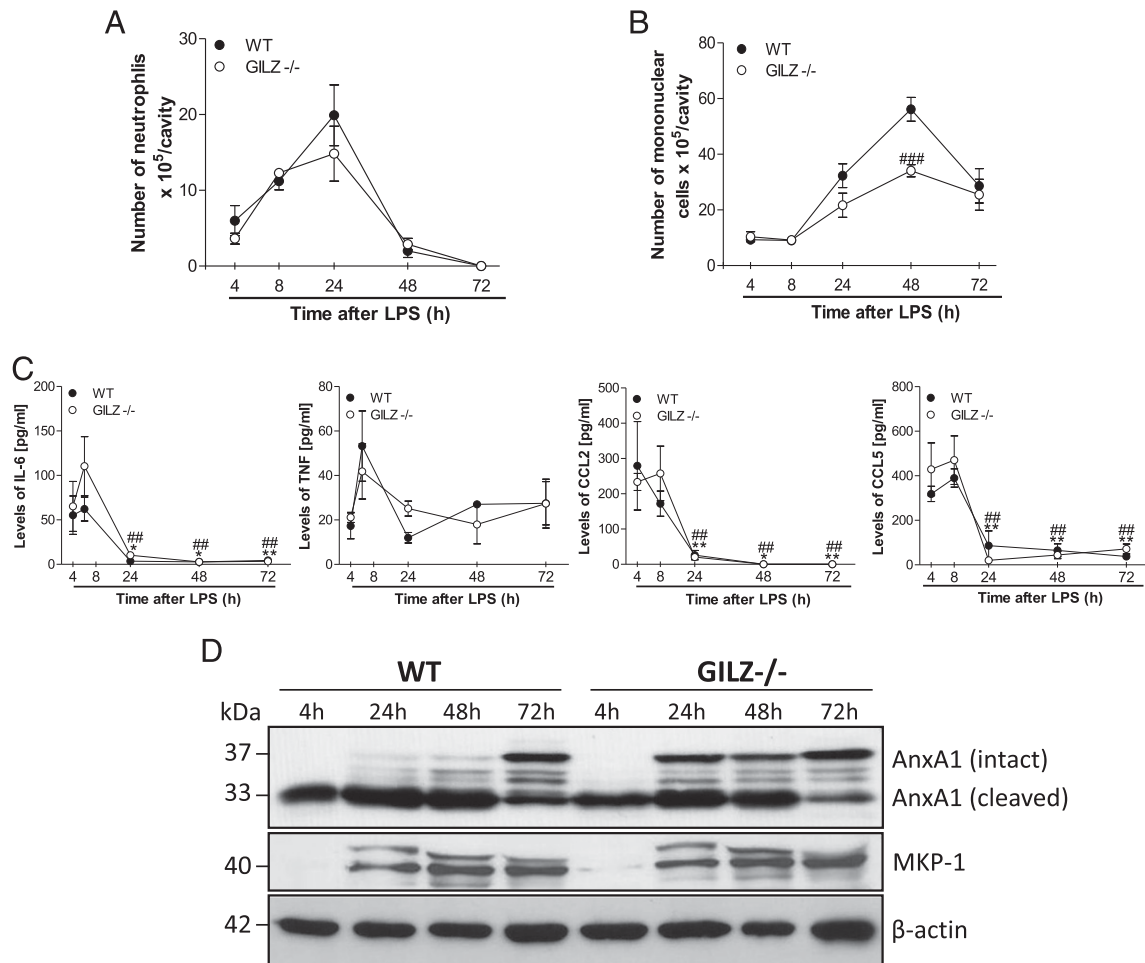 A
30
20
10
0
Number of neutrophlis
x 10⁵/cavity
WT
GILZ -/-
4 8 24 48 72
Time after LPS (h)
B
80
60
40
20
0
Number of mononuclear
cells x 10⁵/cavity
WT
GILZ -/-
###
4 8 24 48 72
Time after LPS (h)
C
200
150
100
50
0
Levels of IL-6 [pg/ml]
WT
GILZ -/-
## ## ##
* * **
4 8 24 48 72
Time after LPS (h)
80
60
40
20
0
Levels of TNF [pg/ml]
WT
GILZ -/-
4 8 24 48 72
Time after LPS (h)
500
400
300
200
100
0
Levels of CCL2 [pg/ml]
WT
GILZ -/-
## ## ##
** * **
4 8 24 48 72
Time after LPS (h)
800
600
400
200
0
Levels of CCL5 [pg/ml]
WT
GILZ -/-
## ## ##
** ** **
4 8 24 48 72
Time after LPS (h)
D
WT GILZ-/-
kDa 4h 24h 48h 72h 4h 24h 48h 72h
37 AnxA1 (intact)
33 AnxA1 (cleaved)
40 MKP-1
42 β-actin